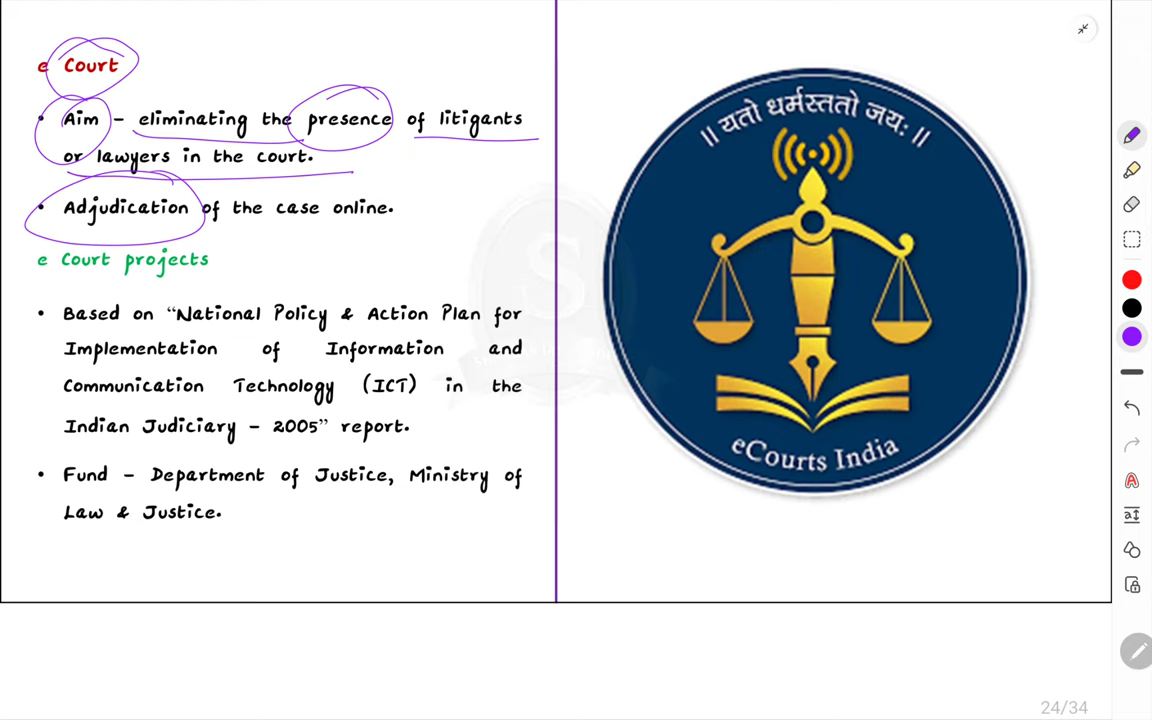 e Court
• Aim – eliminating the presence of litigants
or lawyers in the court.
• Adjudication of the case online.
e Court projects
• Based on “National Policy & Action Plan for
Implementation of Information and
Communication Technology (ICT) in the
Indian Judiciary – 2005” report.
• Fund – Department of Justice, Ministry of
Law & Justice.
|| यतो धर्मस्ततो जयः ||
eCourts India
24/34